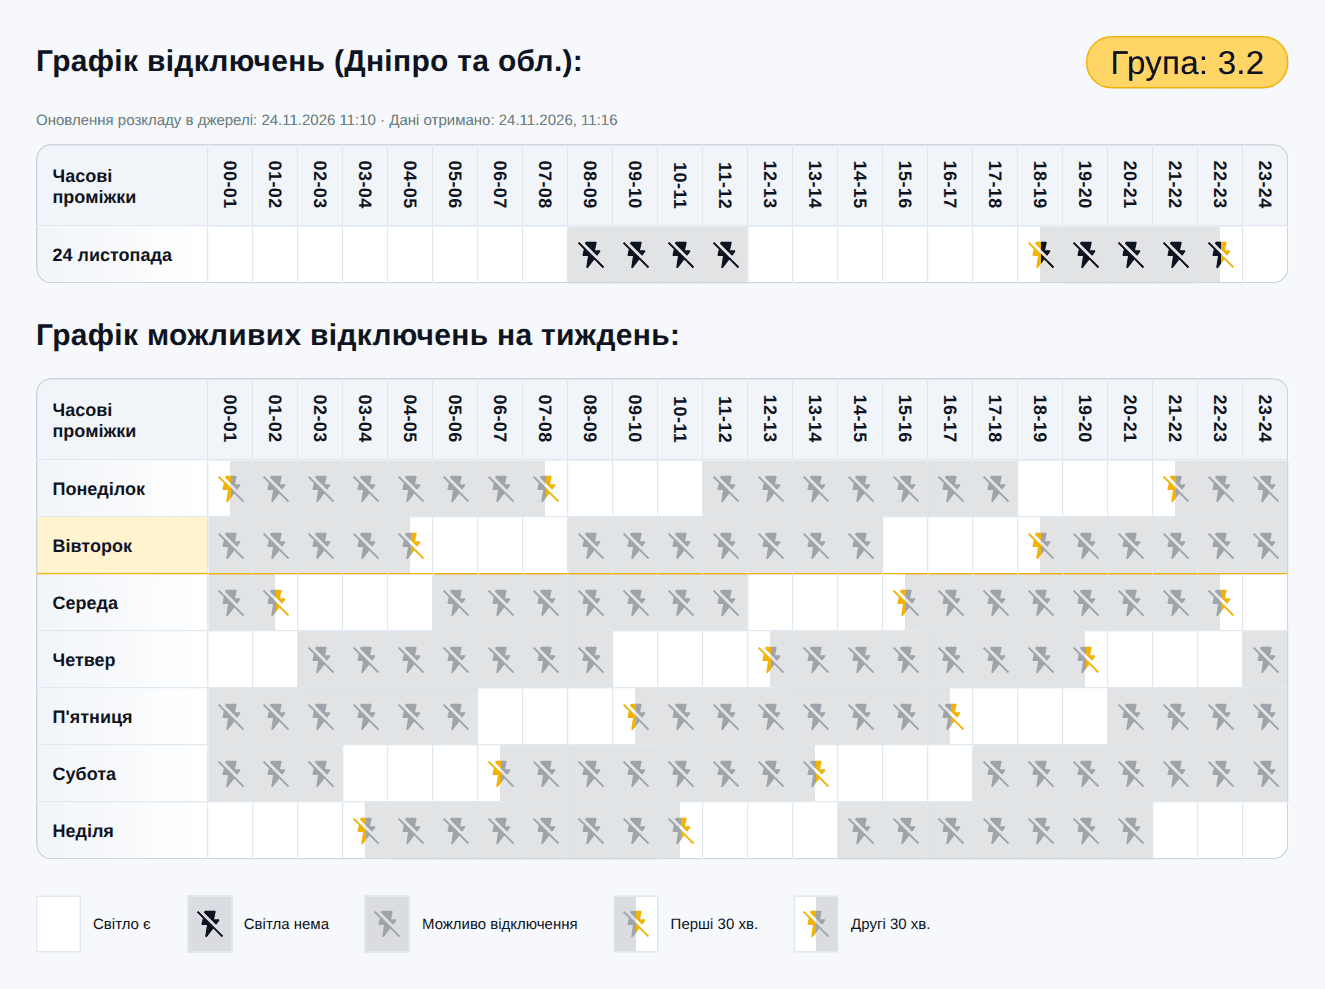 Графік відключень (Дніпро та обл.):
Група: 3.2
Оновлення розкладу в джерелі: 24.11.2026 11:10 · Дані отримано: 24.11.2026, 11:16
Часові
проміжки
00-01 01-02 02-03 03-04 04-05 05-06 06-07 07-08 08-09 09-10 10-11 11-12 12-13 13-14 14-15 15-16 16-17 17-18 18-19 19-20 20-21 21-22 22-23 23-24
24 листопада
Графік можливих відключень на тиждень:
Часові
проміжки
00-01 01-02 02-03 03-04 04-05 05-06 06-07 07-08 08-09 09-10 10-11 11-12 12-13 13-14 14-15 15-16 16-17 17-18 18-19 19-20 20-21 21-22 22-23 23-24
Понеділок
Вівторок
Середа
Четвер
П'ятниця
Субота
Неділя
Світло є
Світла нема
Можливо відключення
Перші 30 хв.
Другі 30 хв.